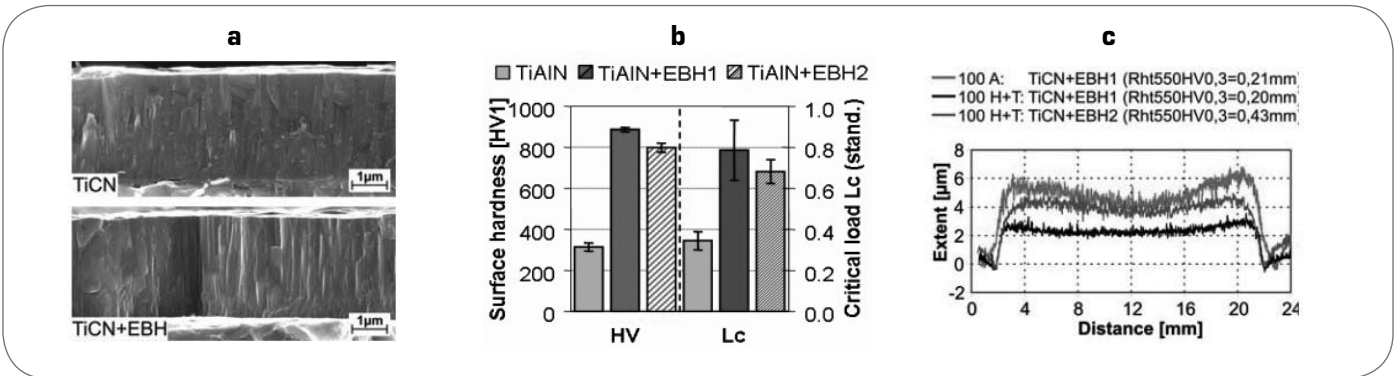 a
TiCN
1µm
TiCN+EBH
1µm
b
TiAlN TiAlN+EBH1 TiAlN+EBH2
Surface hardness [HV1]
1000
800
600
400
200
0
1.0
0.8
0.6
0.4
0.2
0.0
Critical load Lc (stand.)
HV Lc
c
100 A: TiCN+EBH1 (Rht550HV0,3=0,21mm)
100 H+T: TiCN+EBH1 (Rht550HV0,3=0,20mm)
100 H+T: TiCN+EBH2 (Rht550HV0,3=0,43mm)
Extent [µm]
8
6
4
2
0
-2
0 4 8 12 16 20 24
Distance [mm]